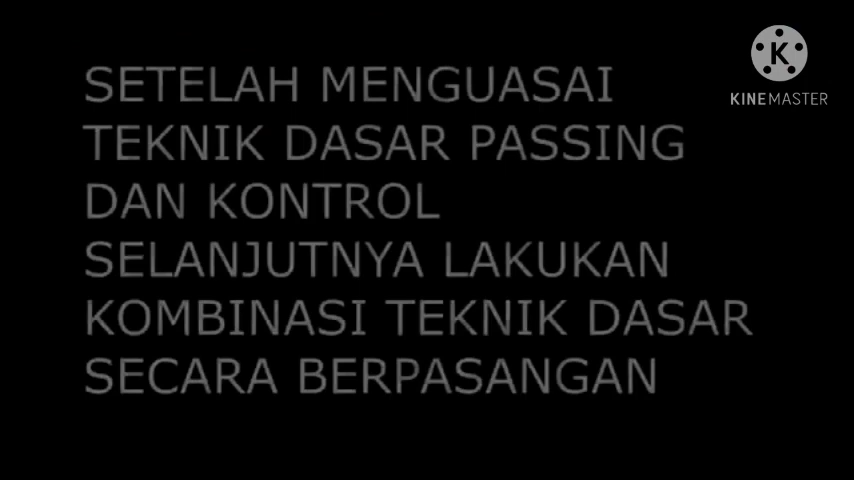 SETELAH MENGUASAI
TEKNIK DASAR PASSING
DAN KONTROL
SELANJUTNYA LAKUKAN
KOMBINASI TEKNIK DASAR
SECARA BERPASANGAN
K
KINEMASTER